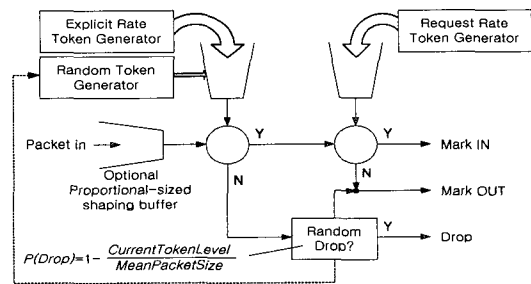 Explicit Rate
Token Generator
Request Rate
Token Generator
Random Token
Generator
Packet in
Y
Y
Mark IN
Optional
Proportional-sized
shaping buffer
N
N
Mark OUT
Random
Drop?
Y
Drop
P(Drop)=1- CurrentTokenLevel
MeanPacketSize